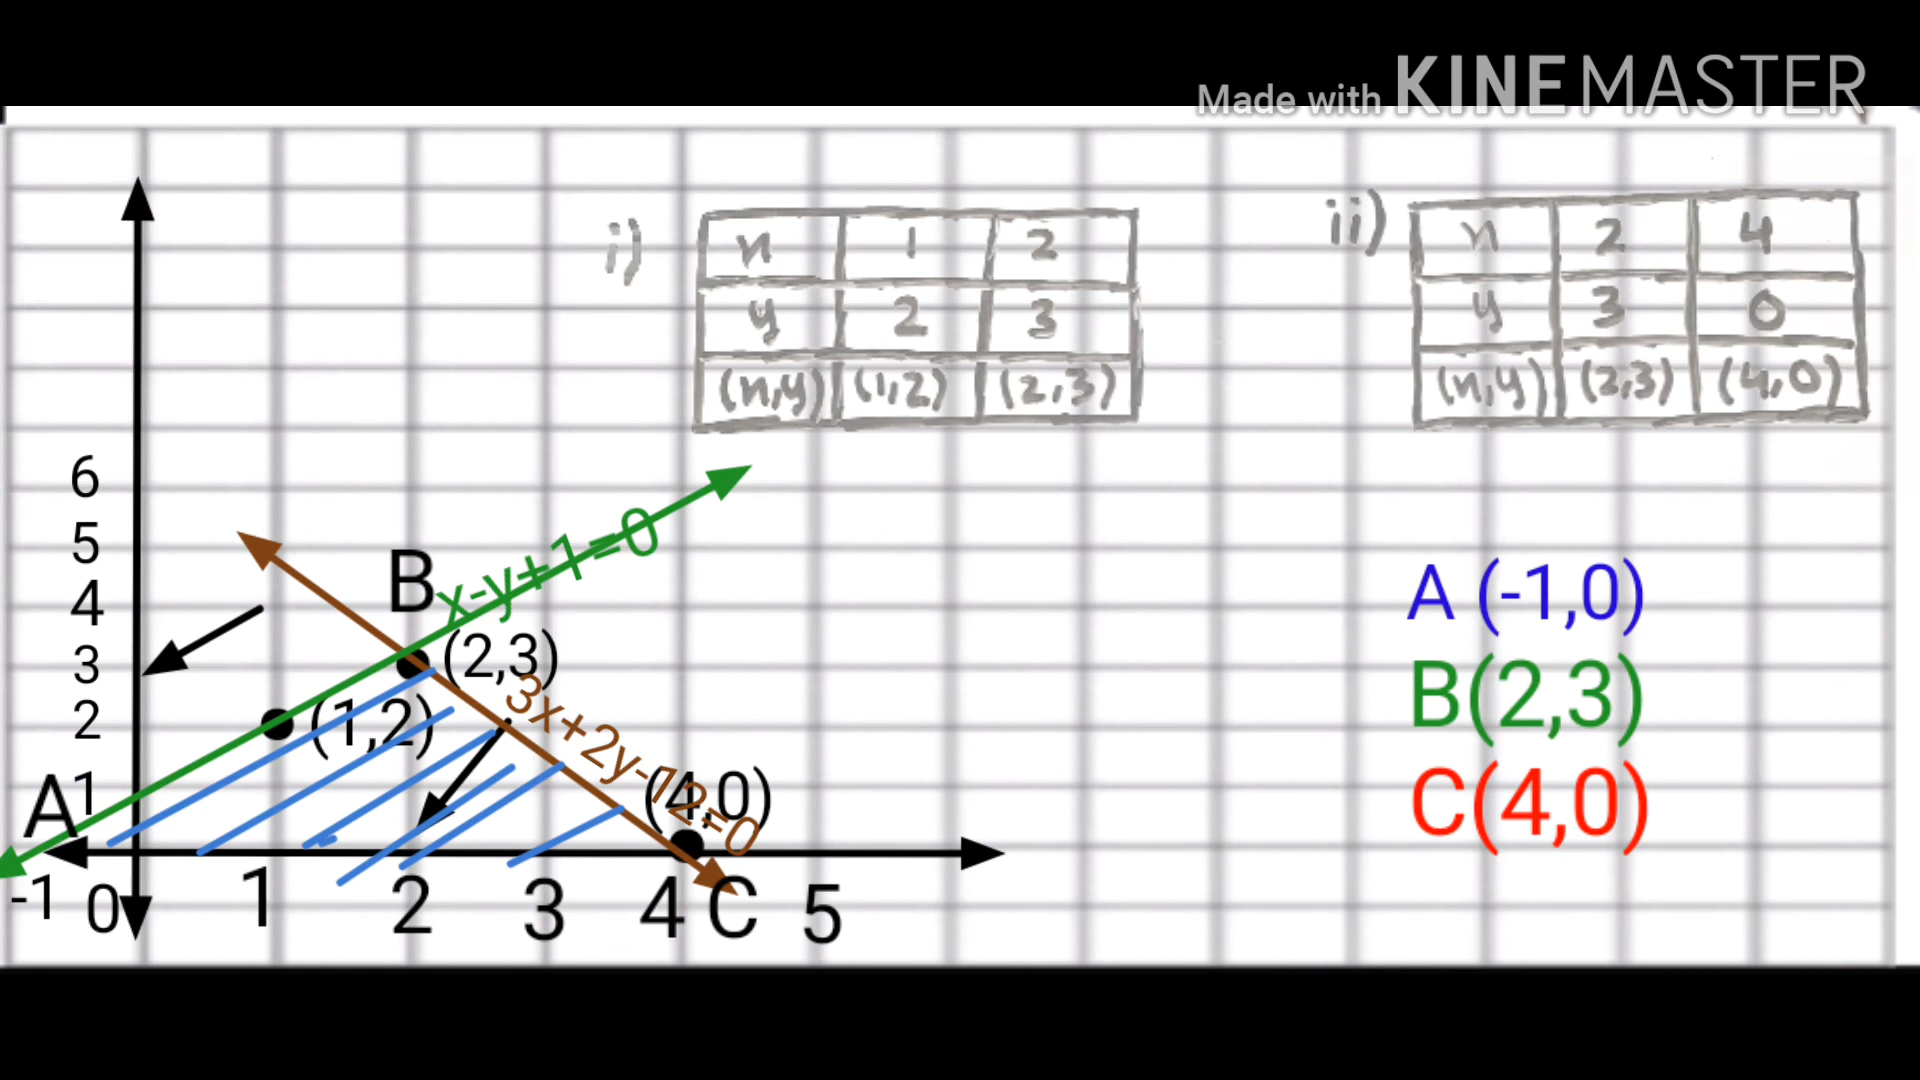 Made with KINEMASTER
i)
x 1 2
y 2 3
(x,y) (1,2) (2,3)
ii)
x 2 4
y 3 0
(x,y) (2,3) (4,0)
6
5
4
3
2
1
B
x-y+1=0
(2,3)
(1,2)
3x+2y-12=0
(4,0)
A
-1 0 1 2 3 4 C 5
A (-1,0)
B(2,3)
C(4,0)